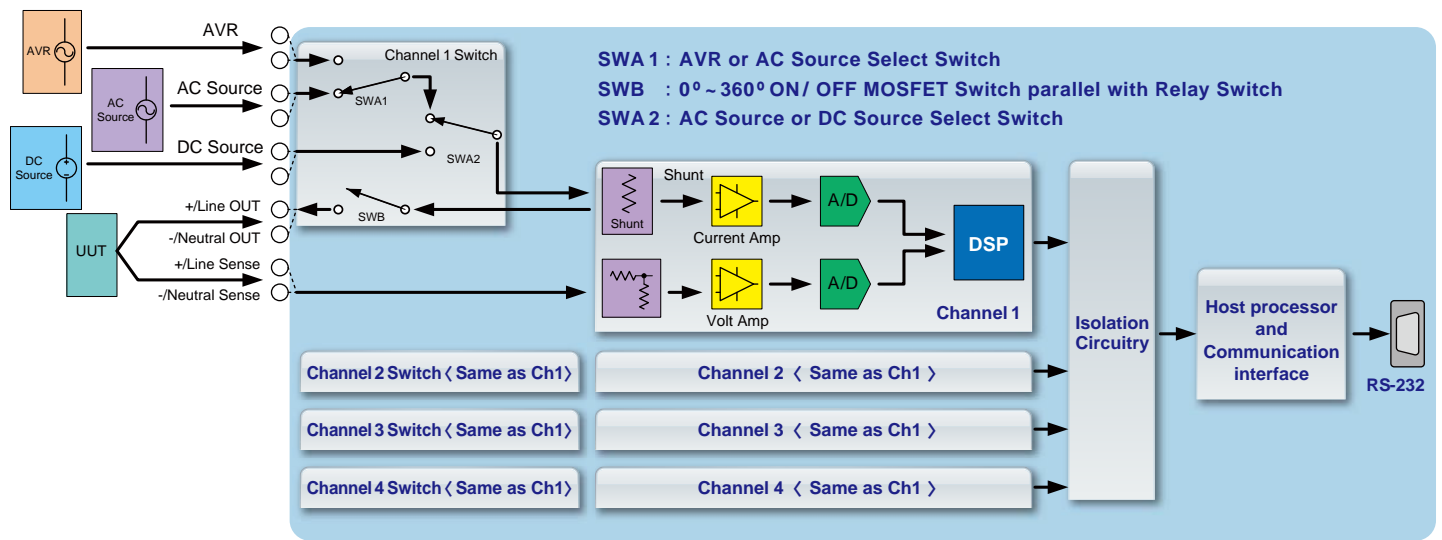 AVR
AVR
AC
Source
AC Source
DC
Source
DC Source
UUT
+/Line OUT
-/Neutral OUT
+/Line Sense
-/Neutral Sense
Channel 1 Switch
SWA1
SWA2
SWB
SWA 1 : AVR or AC Source Select Switch
SWB : 0º ~ 360º ON / OFF MOSFET Switch parallel with Relay Switch
SWA 2 : AC Source or DC Source Select Switch
Shunt
Shunt
Current Amp
A/D
Volt Amp
A/D
DSP
Channel 1
Channel 2 Switch〈 Same as Ch1〉
Channel 2 〈 Same as Ch1 〉
Channel 3 Switch〈 Same as Ch1〉
Channel 3 〈 Same as Ch1 〉
Channel 4 Switch〈 Same as Ch1〉
Channel 4 〈 Same as Ch1 〉
Isolation
Circuitry
Host processor
and
Communication
interface
RS-232